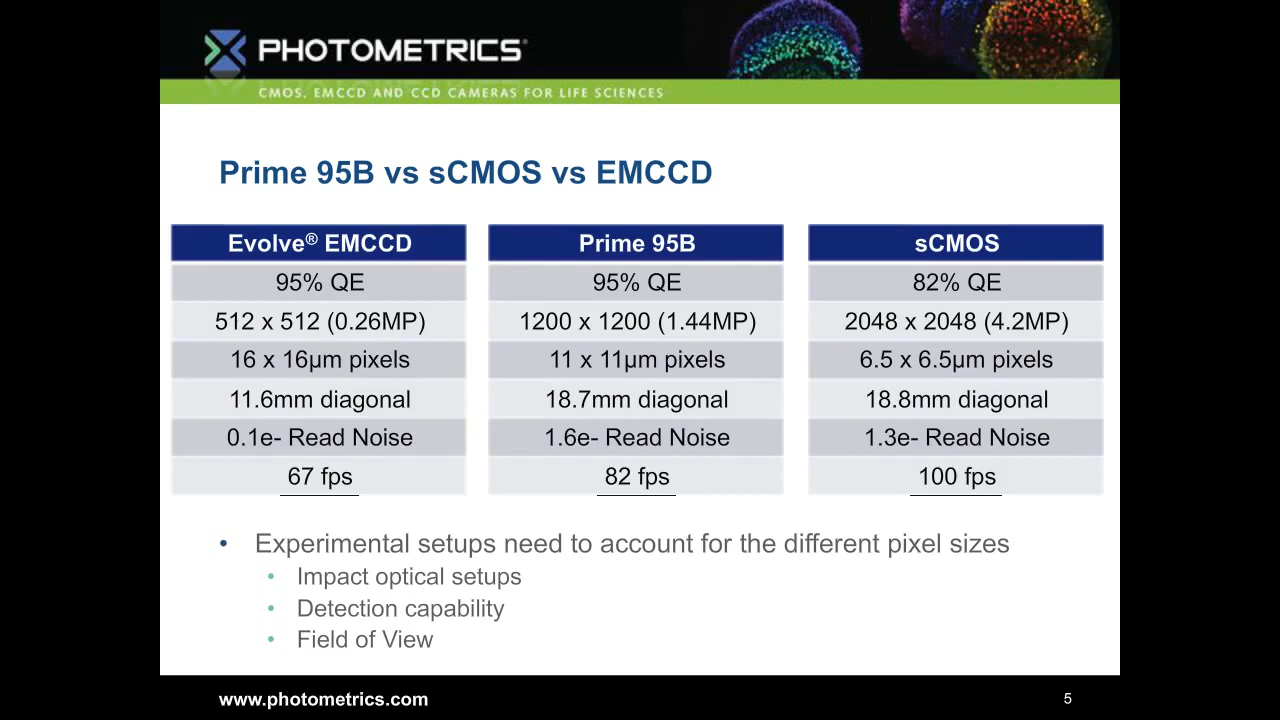 PHOTOMETRICS®
CMOS, EMCCD AND CCD CAMERAS FOR LIFE SCIENCES
Prime 95B vs sCMOS vs EMCCD
Evolve® EMCCD
95% QE
512 x 512 (0.26MP)
16 x 16µm pixels
11.6mm diagonal
0.1e- Read Noise
67 fps
Prime 95B
95% QE
1200 x 1200 (1.44MP)
11 x 11µm pixels
18.7mm diagonal
1.6e- Read Noise
82 fps
sCMOS
82% QE
2048 x 2048 (4.2MP)
6.5 x 6.5µm pixels
18.8mm diagonal
1.3e- Read Noise
100 fps
• Experimental setups need to account for the different pixel sizes
• Impact optical setups
• Detection capability
• Field of View
www.photometrics.com
5